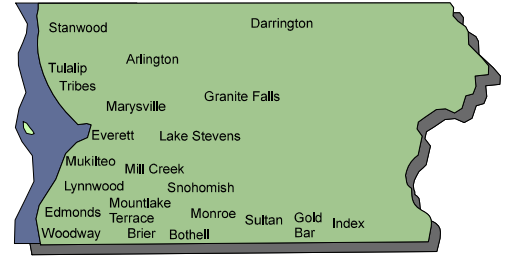 Stanwood
Darrington
Tulalip
Tribes
Arlington
Marysville
Granite Falls
Everett
Lake Stevens
Mukilteo
Mill Creek
Lynnwood
Snohomish
Edmonds
Mountlake
Terrace
Monroe
Sultan
Gold
Bar
Index
Woodway
Brier
Bothell